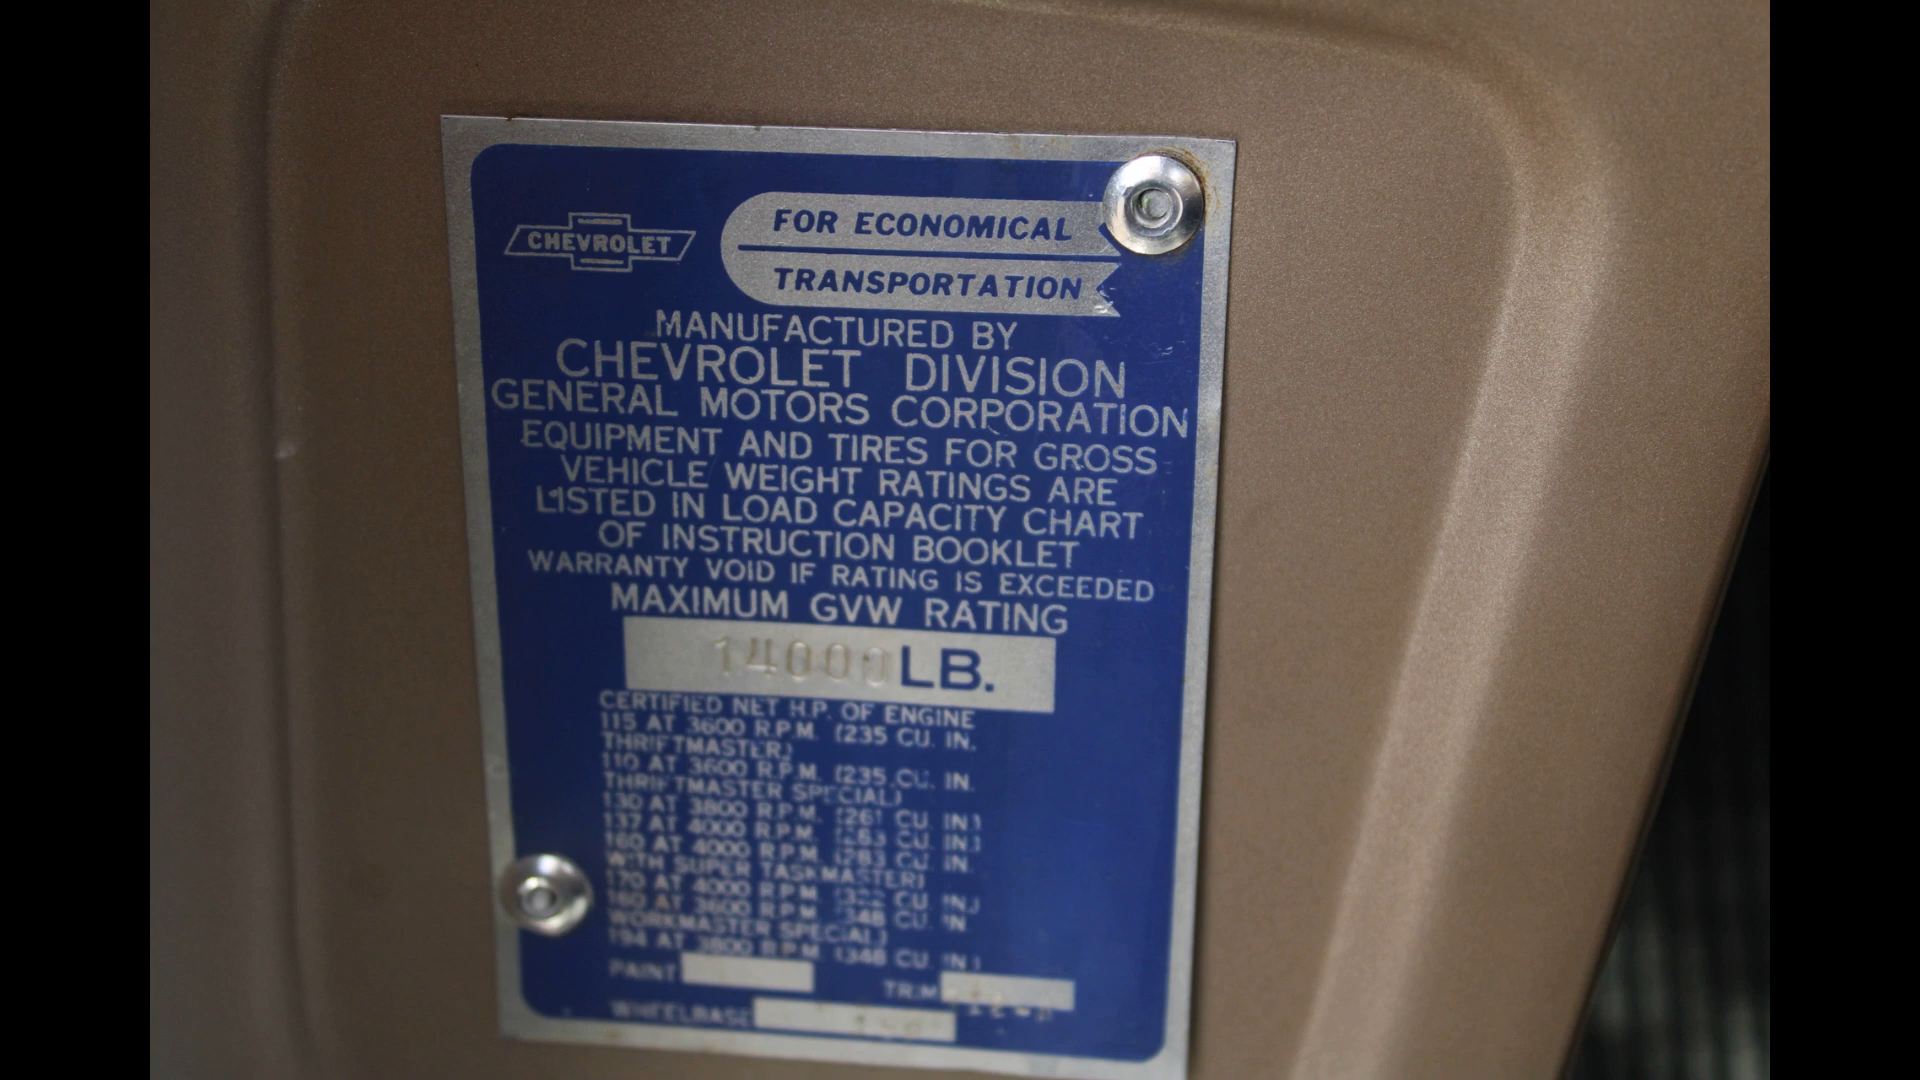 CHEVROLET
FOR ECONOMICAL
TRANSPORTATION
MANUFACTURED BY
CHEVROLET DIVISION
GENERAL MOTORS CORPORATION
EQUIPMENT AND TIRES FOR GROSS
VEHICLE WEIGHT RATINGS ARE
LISTED IN LOAD CAPACITY CHART
OF INSTRUCTION BOOKLET
WARRANTY VOID IF RATING IS EXCEEDED
MAXIMUM GVW RATING
14000 LB.
CERTIFIED NET H.P. OF ENGINE
115 AT 3600 R.P.M. (235 CU. IN.
THRIFTMASTER)
110 AT 3600 R.P.M. (235 CU. IN.
THRIFTMASTER SPECIAL)
130 AT 3800 R.P.M. (261 CU. IN.)
137 AT 4000 R.P.M. (283 CU. IN.)
160 AT 4000 R.P.M. (283 CU. IN.
WITH SUPER TASKMASTER)
170 AT 4000 R.P.M. (322 CU. IN.)
180 AT 3600 R.P.M. (348 CU. IN.
WORKMASTER SPECIAL)
194 AT 3800 R.P.M. (348 CU. IN.)
PAINT
TRIM
WHEELBASE